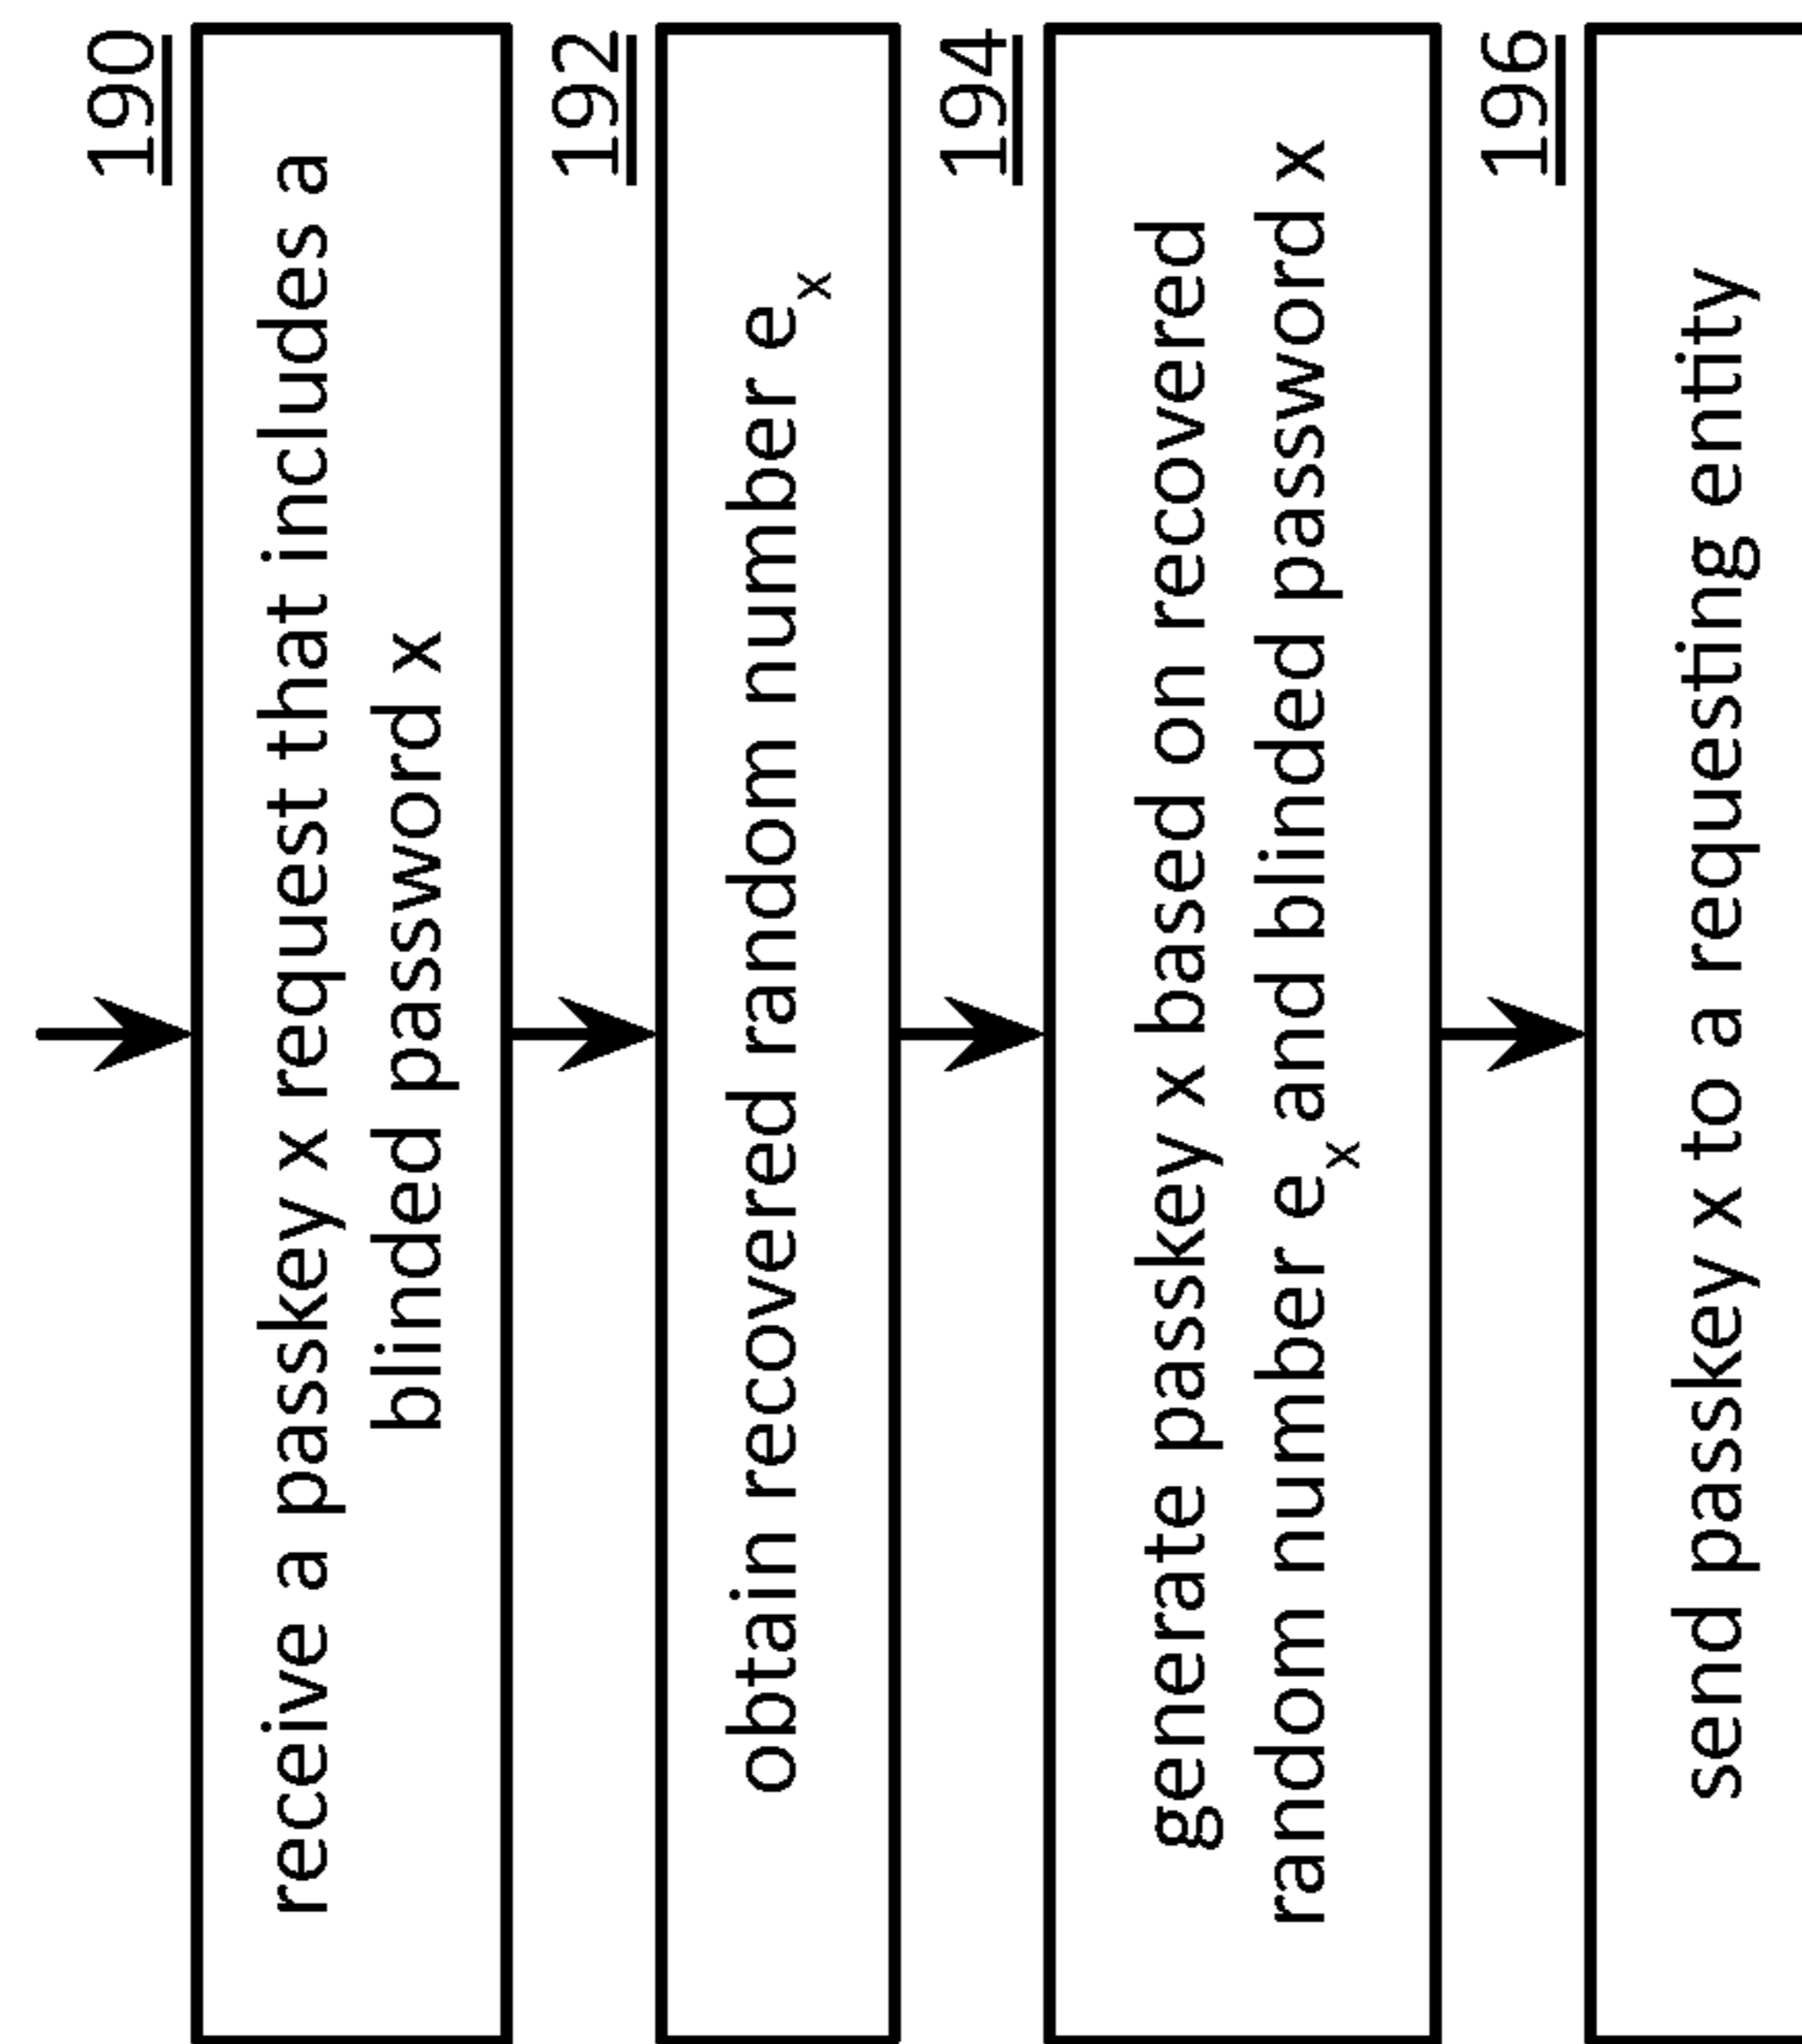 190
receive a passkey x request that includes a
blinded password x
192
obtain recovered random number eₓ
194
generate passkey x based on recovered
random number eₓ and blinded password x
196
send passkey x to a requesting entity